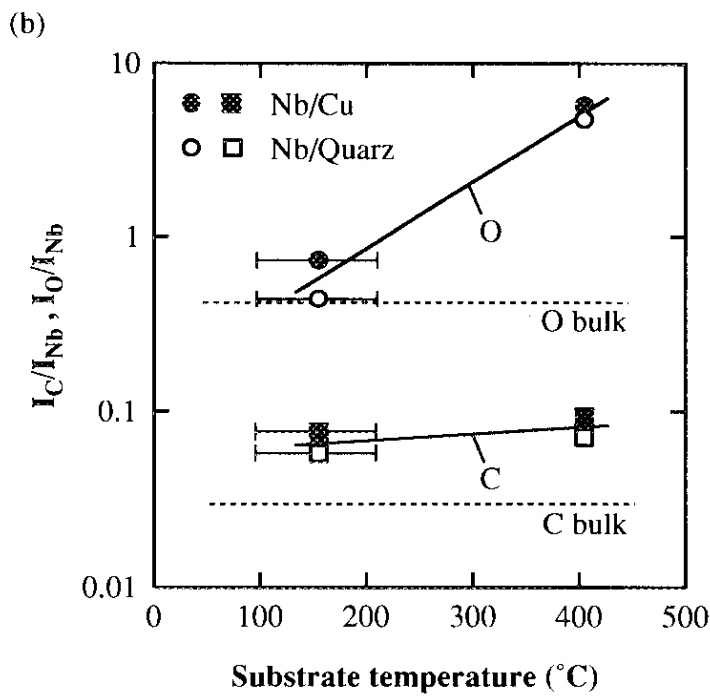 (b)
10
Nb/Cu
Nb/Quarz
O
1
O bulk
I_C/I_Nb , I_O/I_Nb
0.1
C
C bulk
0.01
0 100 200 300 400 500
Substrate temperature (°C)